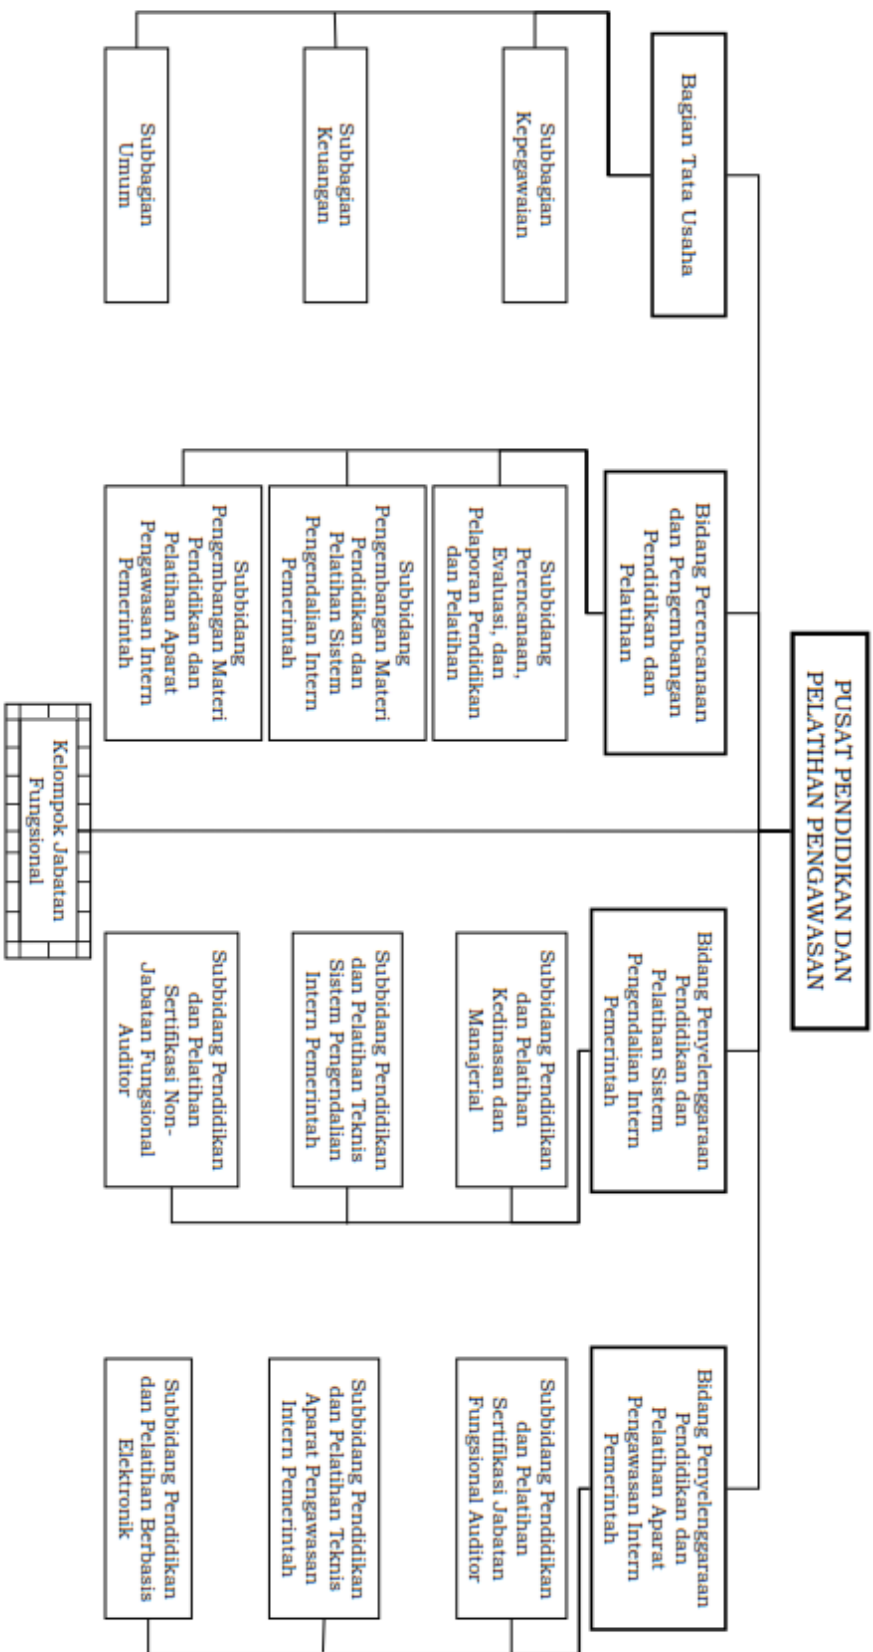 PUSAT PENDIDIKAN DAN
PELATIHAN PENGAWASAN
Bagian Tata Usaha
Subbagian
Kepegawaian
Subbagian
Keuangan
Subbagian
Umum
Bidang Perencanaan
dan Pengembangan
Pendidikan dan
Pelatihan
Subbidang
Perencanaan,
Evaluasi, dan
Pelaporan Pendidikan
dan Pelatihan
Subbidang
Pengembangan Materi
Pendidikan dan
Pelatihan Sistem
Pengendalian Intern
Pemerintah
Subbidang
Pengembangan Materi
Pendidikan dan
Pelatihan Aparat
Pengawasan Intern
Pemerintah
Bidang Penyelenggaraan
Pendidikan dan
Pelatihan Sistem
Pengendalian Intern
Pemerintah
Subbidang Pendidikan
dan Pelatihan
Kedinasan dan
Manajerial
Subbidang Pendidikan
dan Pelatihan Teknis
Sistem Pengendalian
Intern Pemerintah
Subbidang Pendidikan
dan Pelatihan
Sertifikasi Non-
Jabatan Fungsional
Auditor
Bidang Penyelenggaraan
Pendidikan dan
Pelatihan Aparat
Pengawasan Intern
Pemerintah
Subbidang Pendidikan
dan Pelatihan
Sertifikasi Jabatan
Fungsional Auditor
Subbidang Pendidikan
dan Pelatihan Teknis
Aparat Pengawasan
Intern Pemerintah
Subbidang Pendidikan
dan Pelatihan Berbasis
Elektronik
Kelompok Jabatan
Fungsional